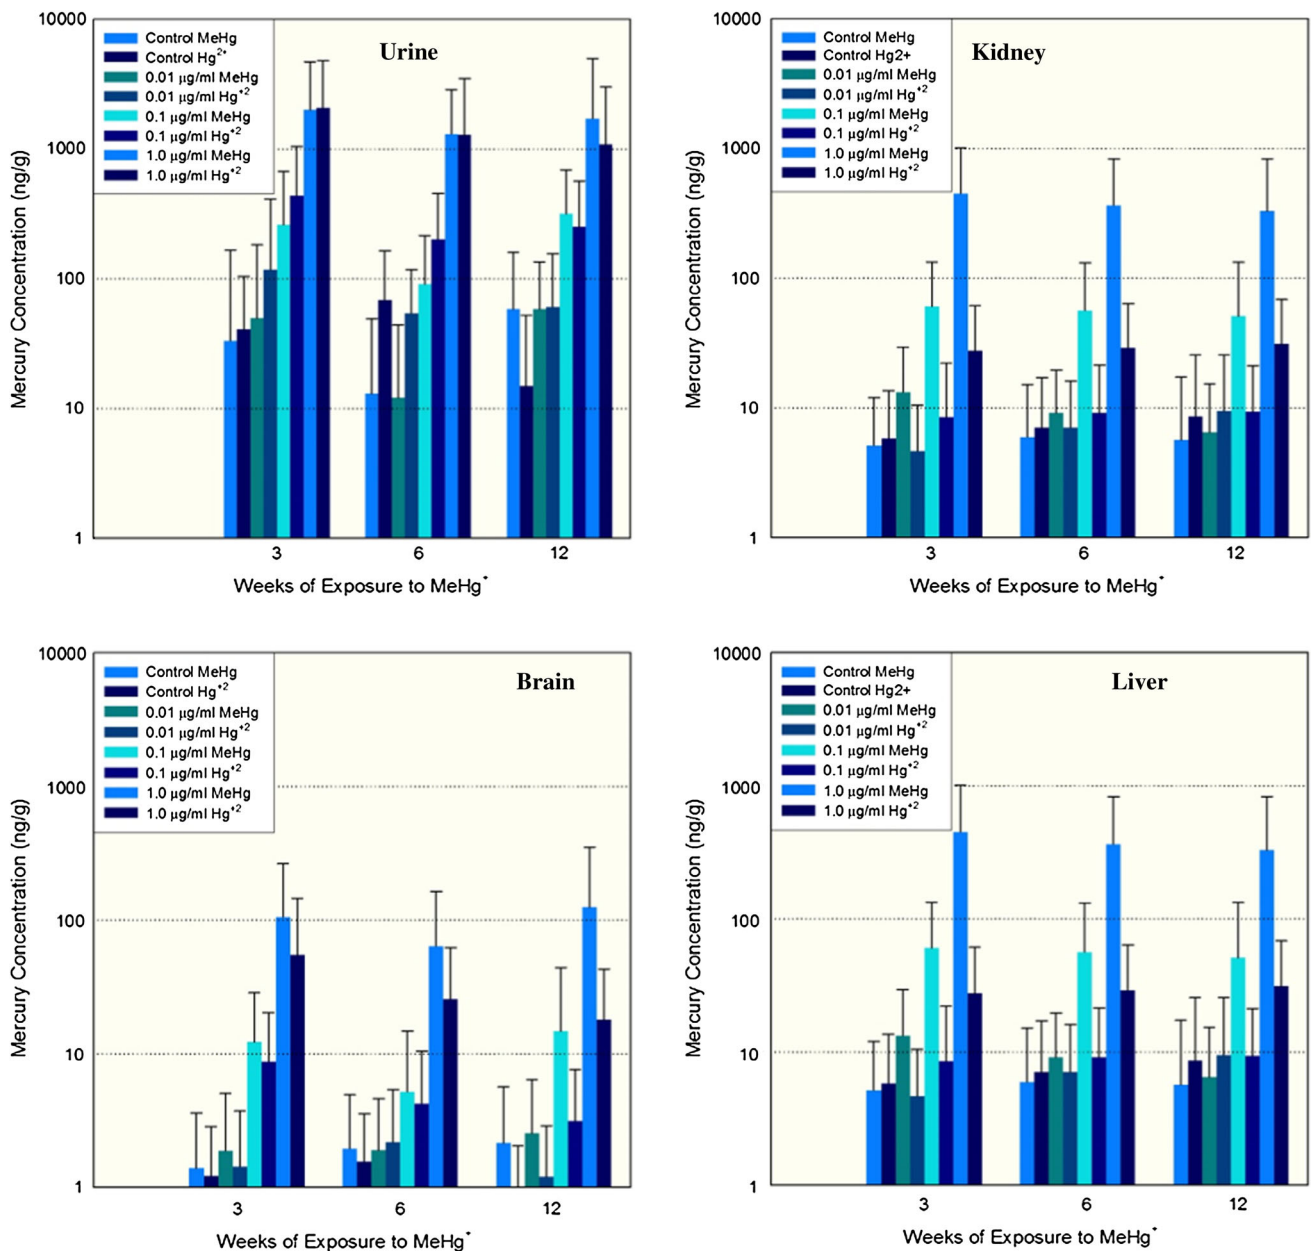 Urine
Mercury Concentration (ng/g)
10000
1000
100
10
1
Control MeHg
Control Hg²⁺
0.01 μg/ml MeHg
0.01 μg/ml Hg⁺²
0.1 μg/ml MeHg
0.1 μg/ml Hg⁺²
1.0 μg/ml MeHg
1.0 μg/ml Hg⁺²
3 6 12
Weeks of Exposure to MeHg⁺
Kidney
Mercury Concentration (ng/g)
10000
1000
100
10
1
Control MeHg
Control Hg2+
0.01 μg/ml MeHg
0.01 μg/ml Hg⁺²
0.1 μg/ml MeHg
0.1 μg/ml Hg⁺²
1.0 μg/ml MeHg
1.0 μg/ml Hg⁺²
3 6 12
Weeks of Exposure to MeHg⁺
Brain
Mercury Concentration (ng/g)
10000
1000
100
10
1
Control MeHg
Control Hg⁺²
0.01 μg/ml MeHg
0.01 μg/ml Hg⁺²
0.1 μg/ml MeHg
0.1 μg/ml Hg⁺²
1.0 μg/ml MeHg
1.0 μg/ml Hg⁺²
3 6 12
Weeks of Exposure to MeHg⁺
Liver
Mercury Concentration (ng/g)
10000
1000
100
10
1
Control MeHg
Control Hg2+
0.01 μg/ml MeHg
0.01 μg/ml Hg⁺²
0.1 μg/ml MeHg
0.1 μg/ml Hg⁺²
1.0 μg/ml MeHg
1.0 μg/ml Hg⁺²
3 6 12
Weeks of Exposure to MeHg⁺